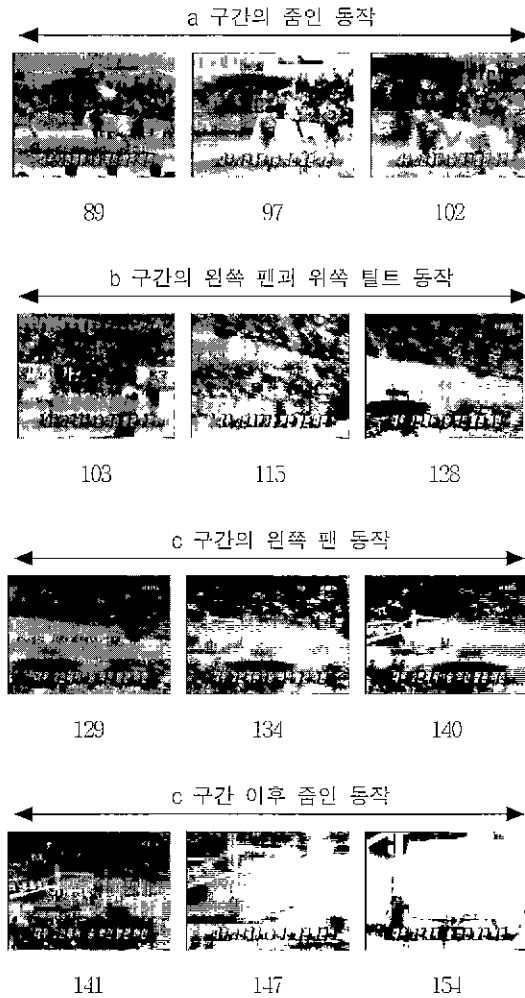 a 구간의 줌인 동작
89 97 102
b 구간의 왼쪽 팬과 위쪽 틸트 동작
103 115 128
c 구간의 왼쪽 팬 동작
129 134 140
c 구간 이후 줌인 동작
141 147 154